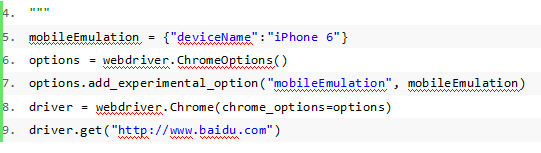 4. """
5. mobileEmulation = {"deviceName":"iPhone 6"}
6. options = webdriver.ChromeOptions()
7. options.add_experimental_option("mobileEmulation", mobileEmulation)
8. driver = webdriver.Chrome(chrome_options=options)
9. driver.get("http://www.baidu.com")